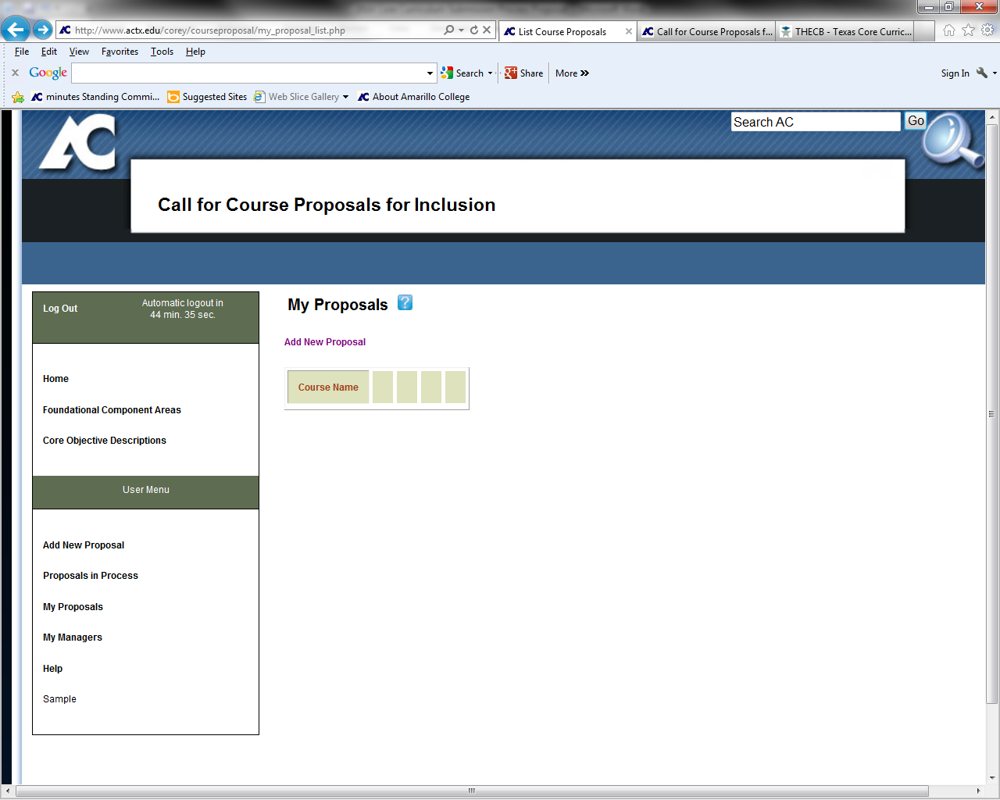 http://www.actx.edu/corey/courseproposal/my_proposal_list.php
AC List Course Proposals
AC Call for Course Proposals f...
THECB - Texas Core Curric...
File Edit View Favorites Tools Help
x Google Search Share More Sign In
AC minutes Standing Commi... Suggested Sites Web Slice Gallery AC About Amarillo College
AC
Search AC Go
Call for Course Proposals for Inclusion
Log Out
Automatic logout in
44 min. 35 sec.
Home
Foundational Component Areas
Core Objective Descriptions
User Menu
Add New Proposal
Proposals in Process
My Proposals
My Managers
Help
Sample
My Proposals ?
Add New Proposal
Course Name